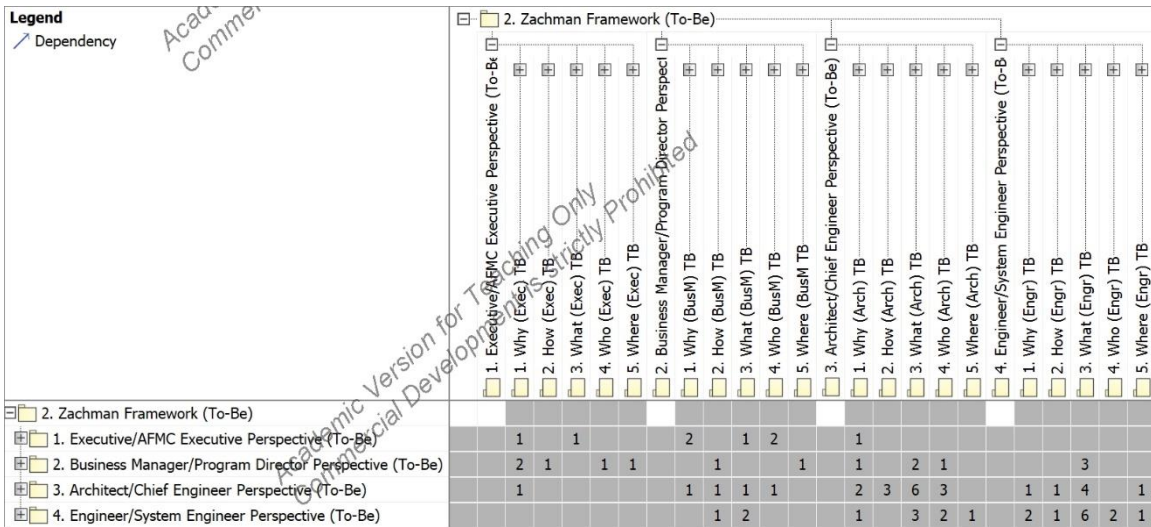 Legend
Dependency
Academic Version for Teaching Only
Commercial Development is strictly Prohibited
2. Zachman Framework (To-Be)
1. Executive/AFMC Executive Perspective (To-Be
1. Why (Exec) TB
2. How (Exec) TB
3. What (Exec) TB
4. Who (Exec) TB
5. Where (Exec) TB
2. Business Manager/Program Director Perspect
1. Why (BusM) TB
2. How (BusM) TB
3. What (BusM) TB
4. Who (BusM) TB
5. Where (BusM TB
3. Architect/Chief Engineer Perspective (To-Be)
1. Why (Arch) TB
2. How (Arch) TB
3. What (Arch) TB
4. Who (Arch) TB
5. Where (Arch) TB
4. Engineer/System Engineer Perspective (To-B
1. Why (Engr) TB
2. How (Engr) TB
3. What (Engr) TB
4. Who (Engr) TB
5. Where (Engr) TB
2. Zachman Framework (To-Be)
1. Executive/AFMC Executive Perspective (To-Be) 1 1 2 1 2 1
2. Business Manager/Program Director Perspective (To-Be) 2 1 1 1 1 1 1 2 1 3
3. Architect/Chief Engineer Perspective (To-Be) 1 1 1 1 1 2 3 6 3 1 1 4 1
4. Engineer/System Engineer Perspective (To-Be) 1 2 1 3 2 1 2 1 6 2 1